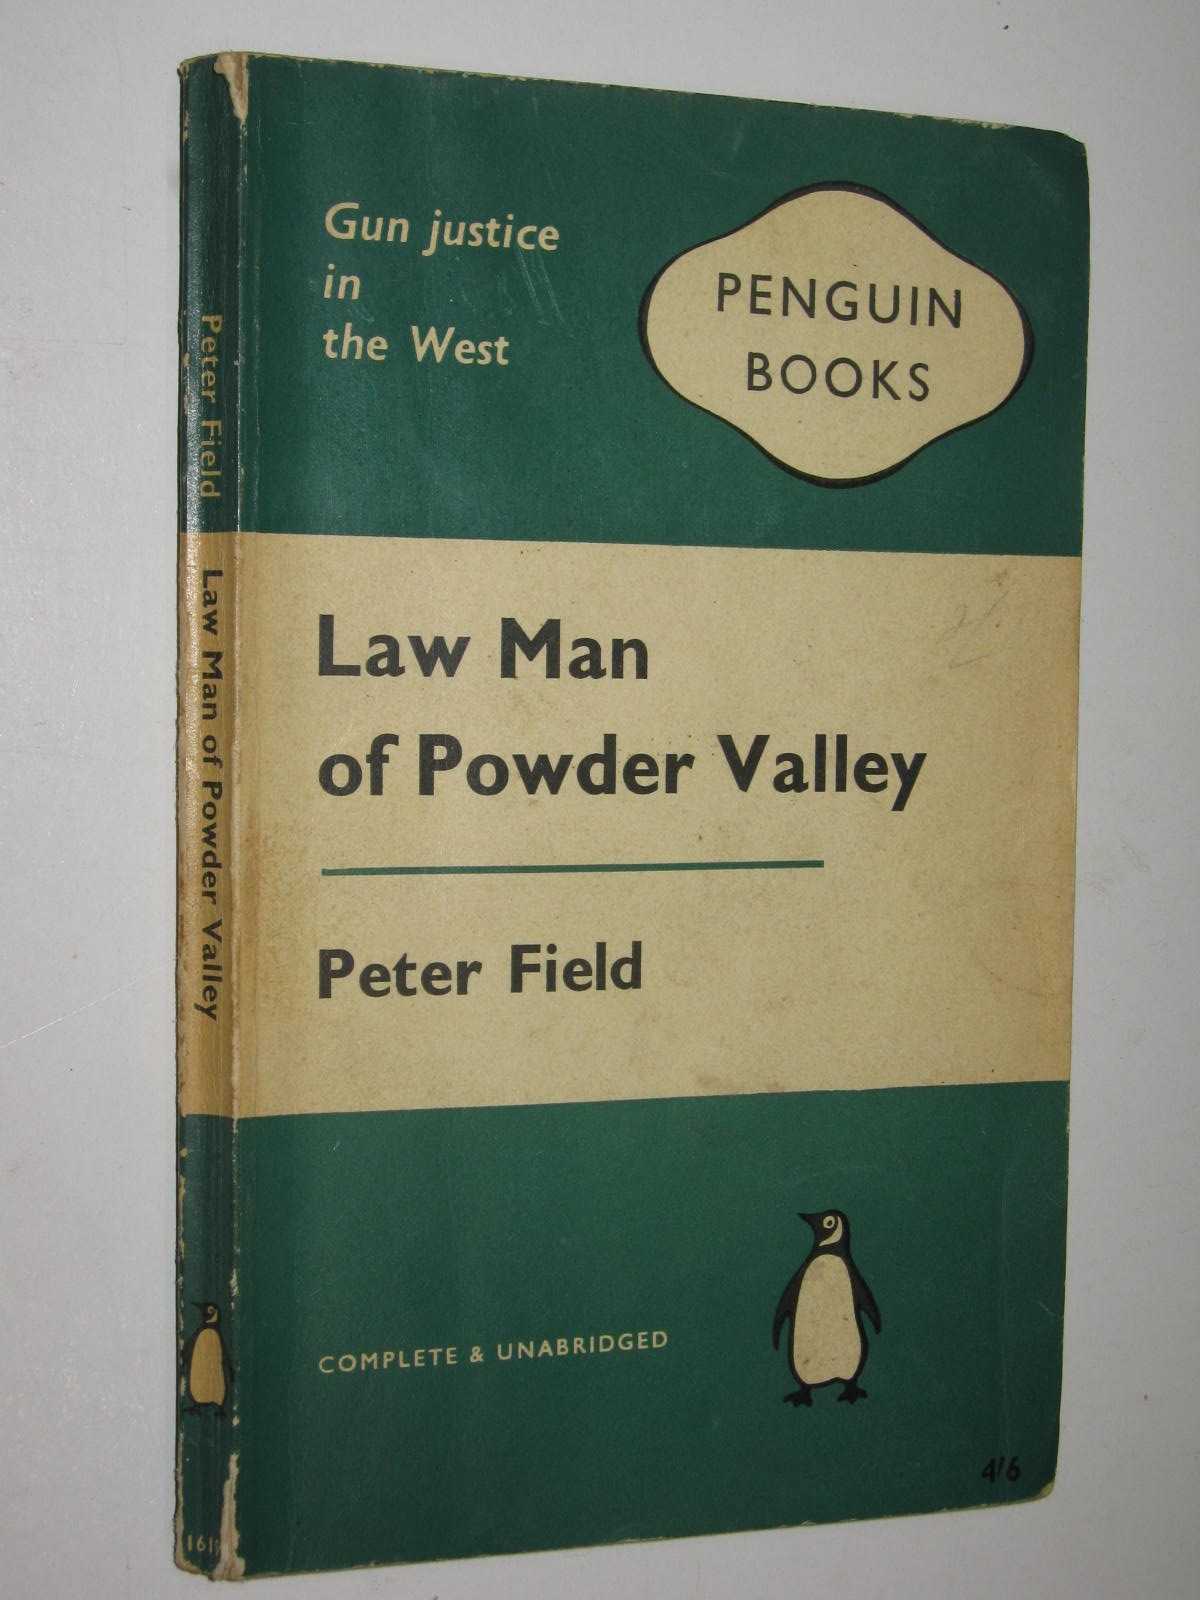 Gun justice
in
the West
PENGUIN
BOOKS
Law Man
of Powder Valley
Peter Field
COMPLETE & UNABRIDGED
4/6
Peter Field Law Man of Powder Valley